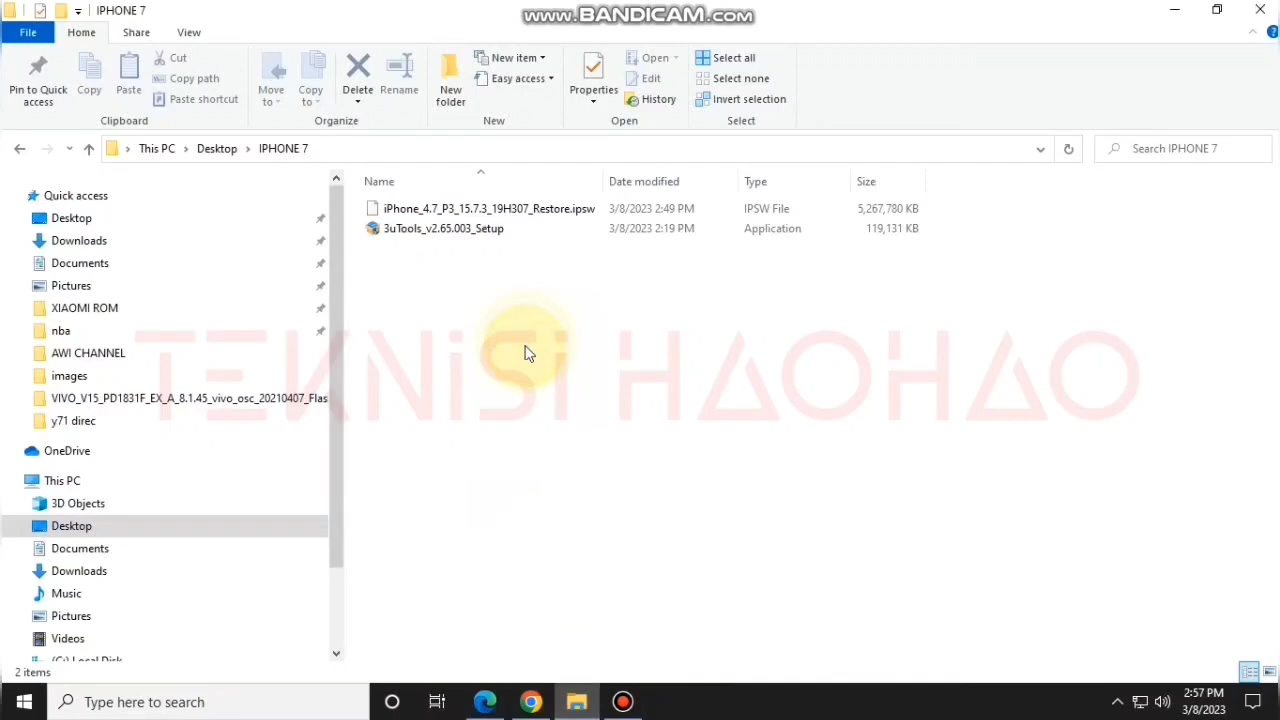 IPHONE 7
www.BANDICAM.com
File Home Share View
Pin to Quick access
Copy
Paste
Cut
Copy path
Paste shortcut
Clipboard
Move to
Copy to
Delete
Rename
Organize
New folder
New item
Easy access
New
Properties
Open
Edit
History
Open
Select all
Select none
Invert selection
Select
This PC Desktop IPHONE 7
Search IPHONE 7
Quick access
Desktop
Downloads
Documents
Pictures
XIAOMI ROM
nba
AWI CHANNEL
images
VIVO_V15_PD1831F_EX_A_8.1.45_vivo_osc_20210407_Flas
y71 direc
OneDrive
This PC
3D Objects
Desktop
Documents
Downloads
Music
Pictures
Videos
(C:) Local Disk
Name Date modified Type Size
iPhone_4.7_P3_15.7.3_19H307_Restore.ipsw 3/8/2023 2:49 PM IPSW File 5,267,780 KB
3uTools_v2.65.003_Setup 3/8/2023 2:19 PM Application 119,131 KB
TEKNiSi HAOHAO
2 items
Type here to search
2:57 PM
3/8/2023